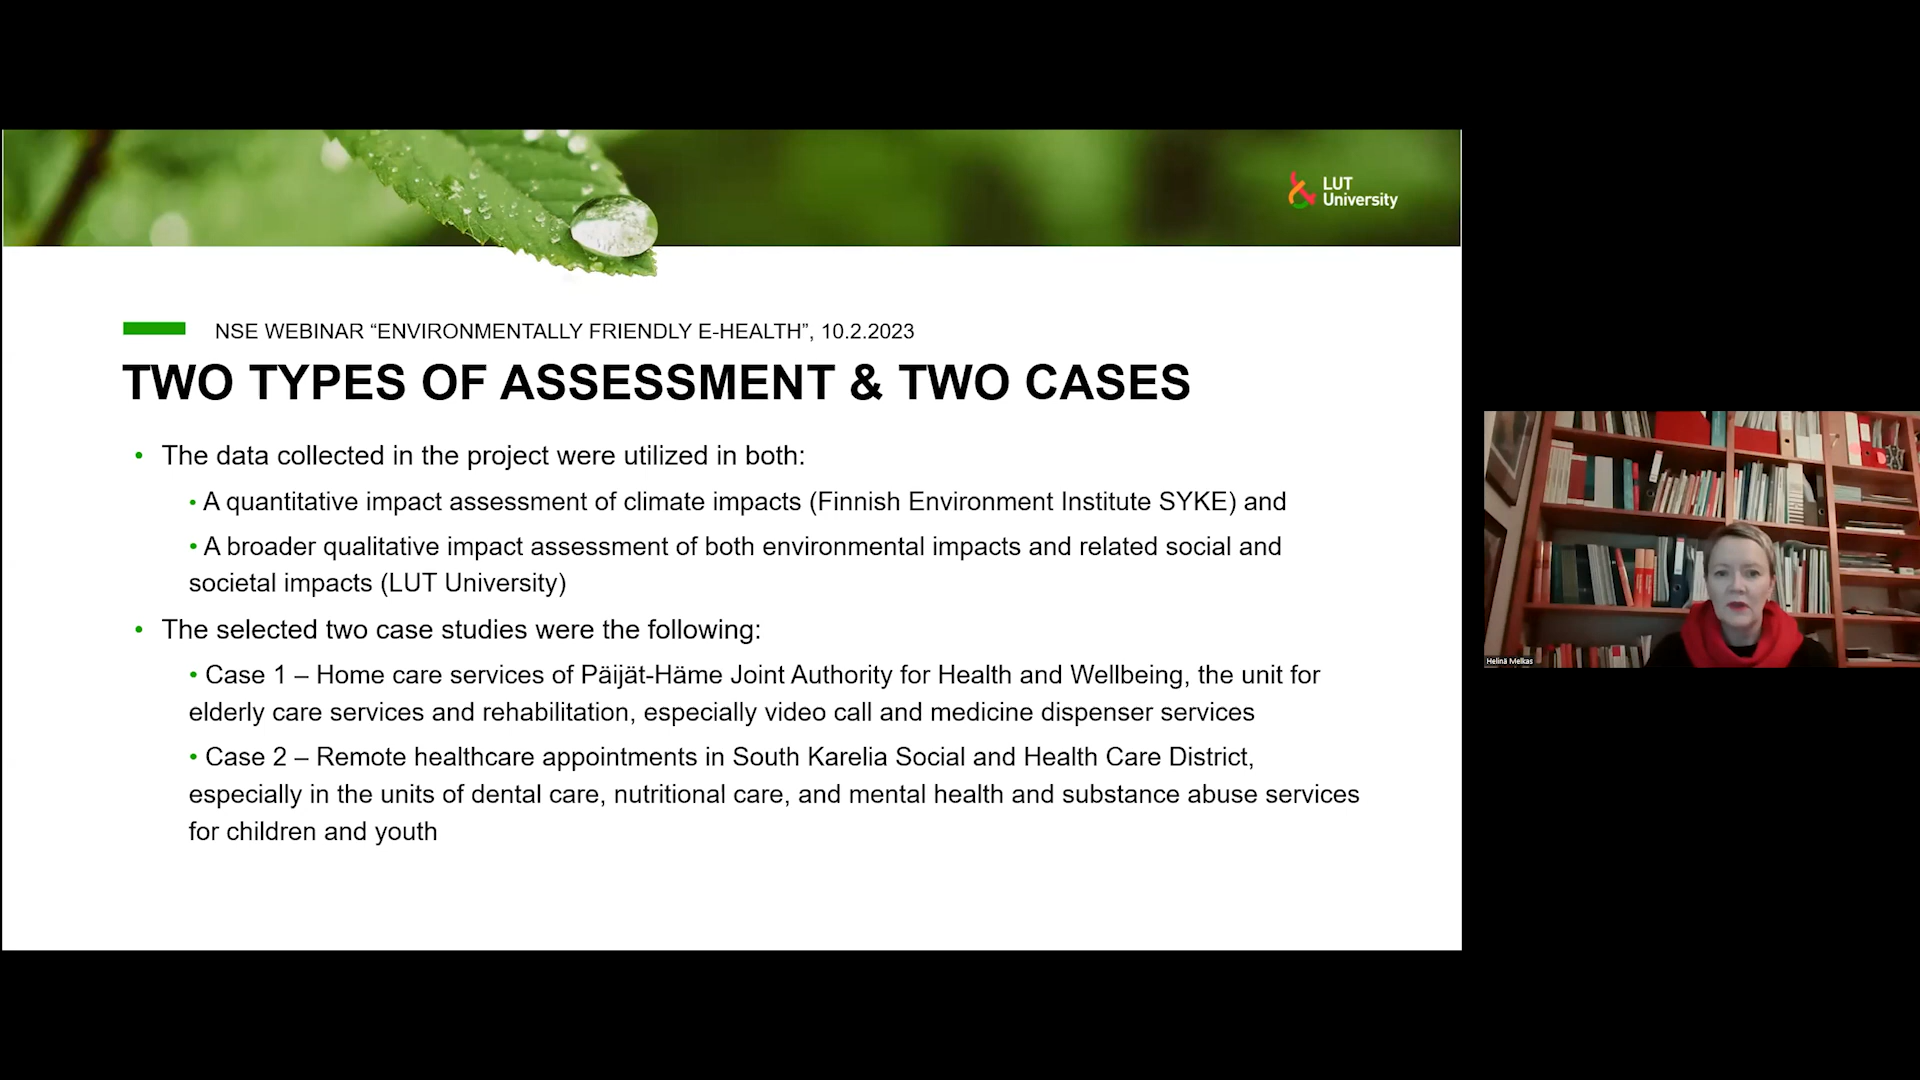 LUT
University
NSE WEBINAR “ENVIRONMENTALLY FRIENDLY E-HEALTH”, 10.2.2023
TWO TYPES OF ASSESSMENT & TWO CASES
• The data collected in the project were utilized in both:
• A quantitative impact assessment of climate impacts (Finnish Environment Institute SYKE) and
• A broader qualitative impact assessment of both environmental impacts and related social and
societal impacts (LUT University)
• The selected two case studies were the following:
• Case 1 – Home care services of Päijät-Häme Joint Authority for Health and Wellbeing, the unit for
elderly care services and rehabilitation, especially video call and medicine dispenser services
• Case 2 – Remote healthcare appointments in South Karelia Social and Health Care District,
especially in the units of dental care, nutritional care, and mental health and substance abuse services
for children and youth
Helinä Melkas